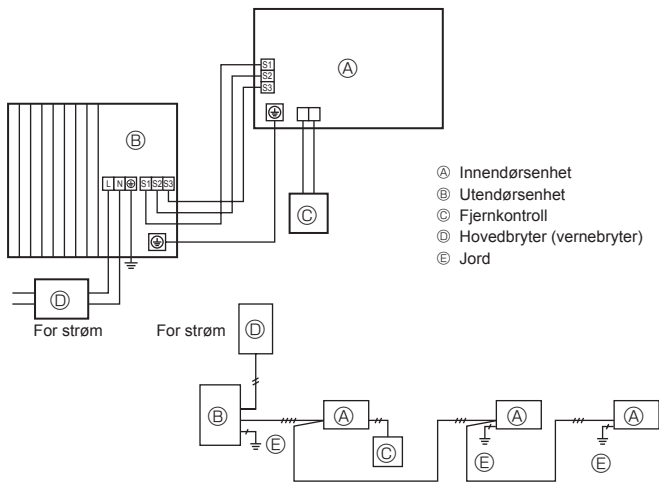 Ⓐ
S1
S2
S3
Ⓑ
L N S1 S2 S3
Ⓒ
Ⓐ Innendørsenhet
Ⓑ Utendørsenhet
Ⓒ Fjernkontroll
Ⓓ Hovedbryter (vernebryter)
Ⓔ Jord
Ⓓ
For strøm
For strøm
Ⓓ
Ⓑ
Ⓔ
Ⓐ
Ⓒ
Ⓐ
Ⓔ
Ⓐ
Ⓔ